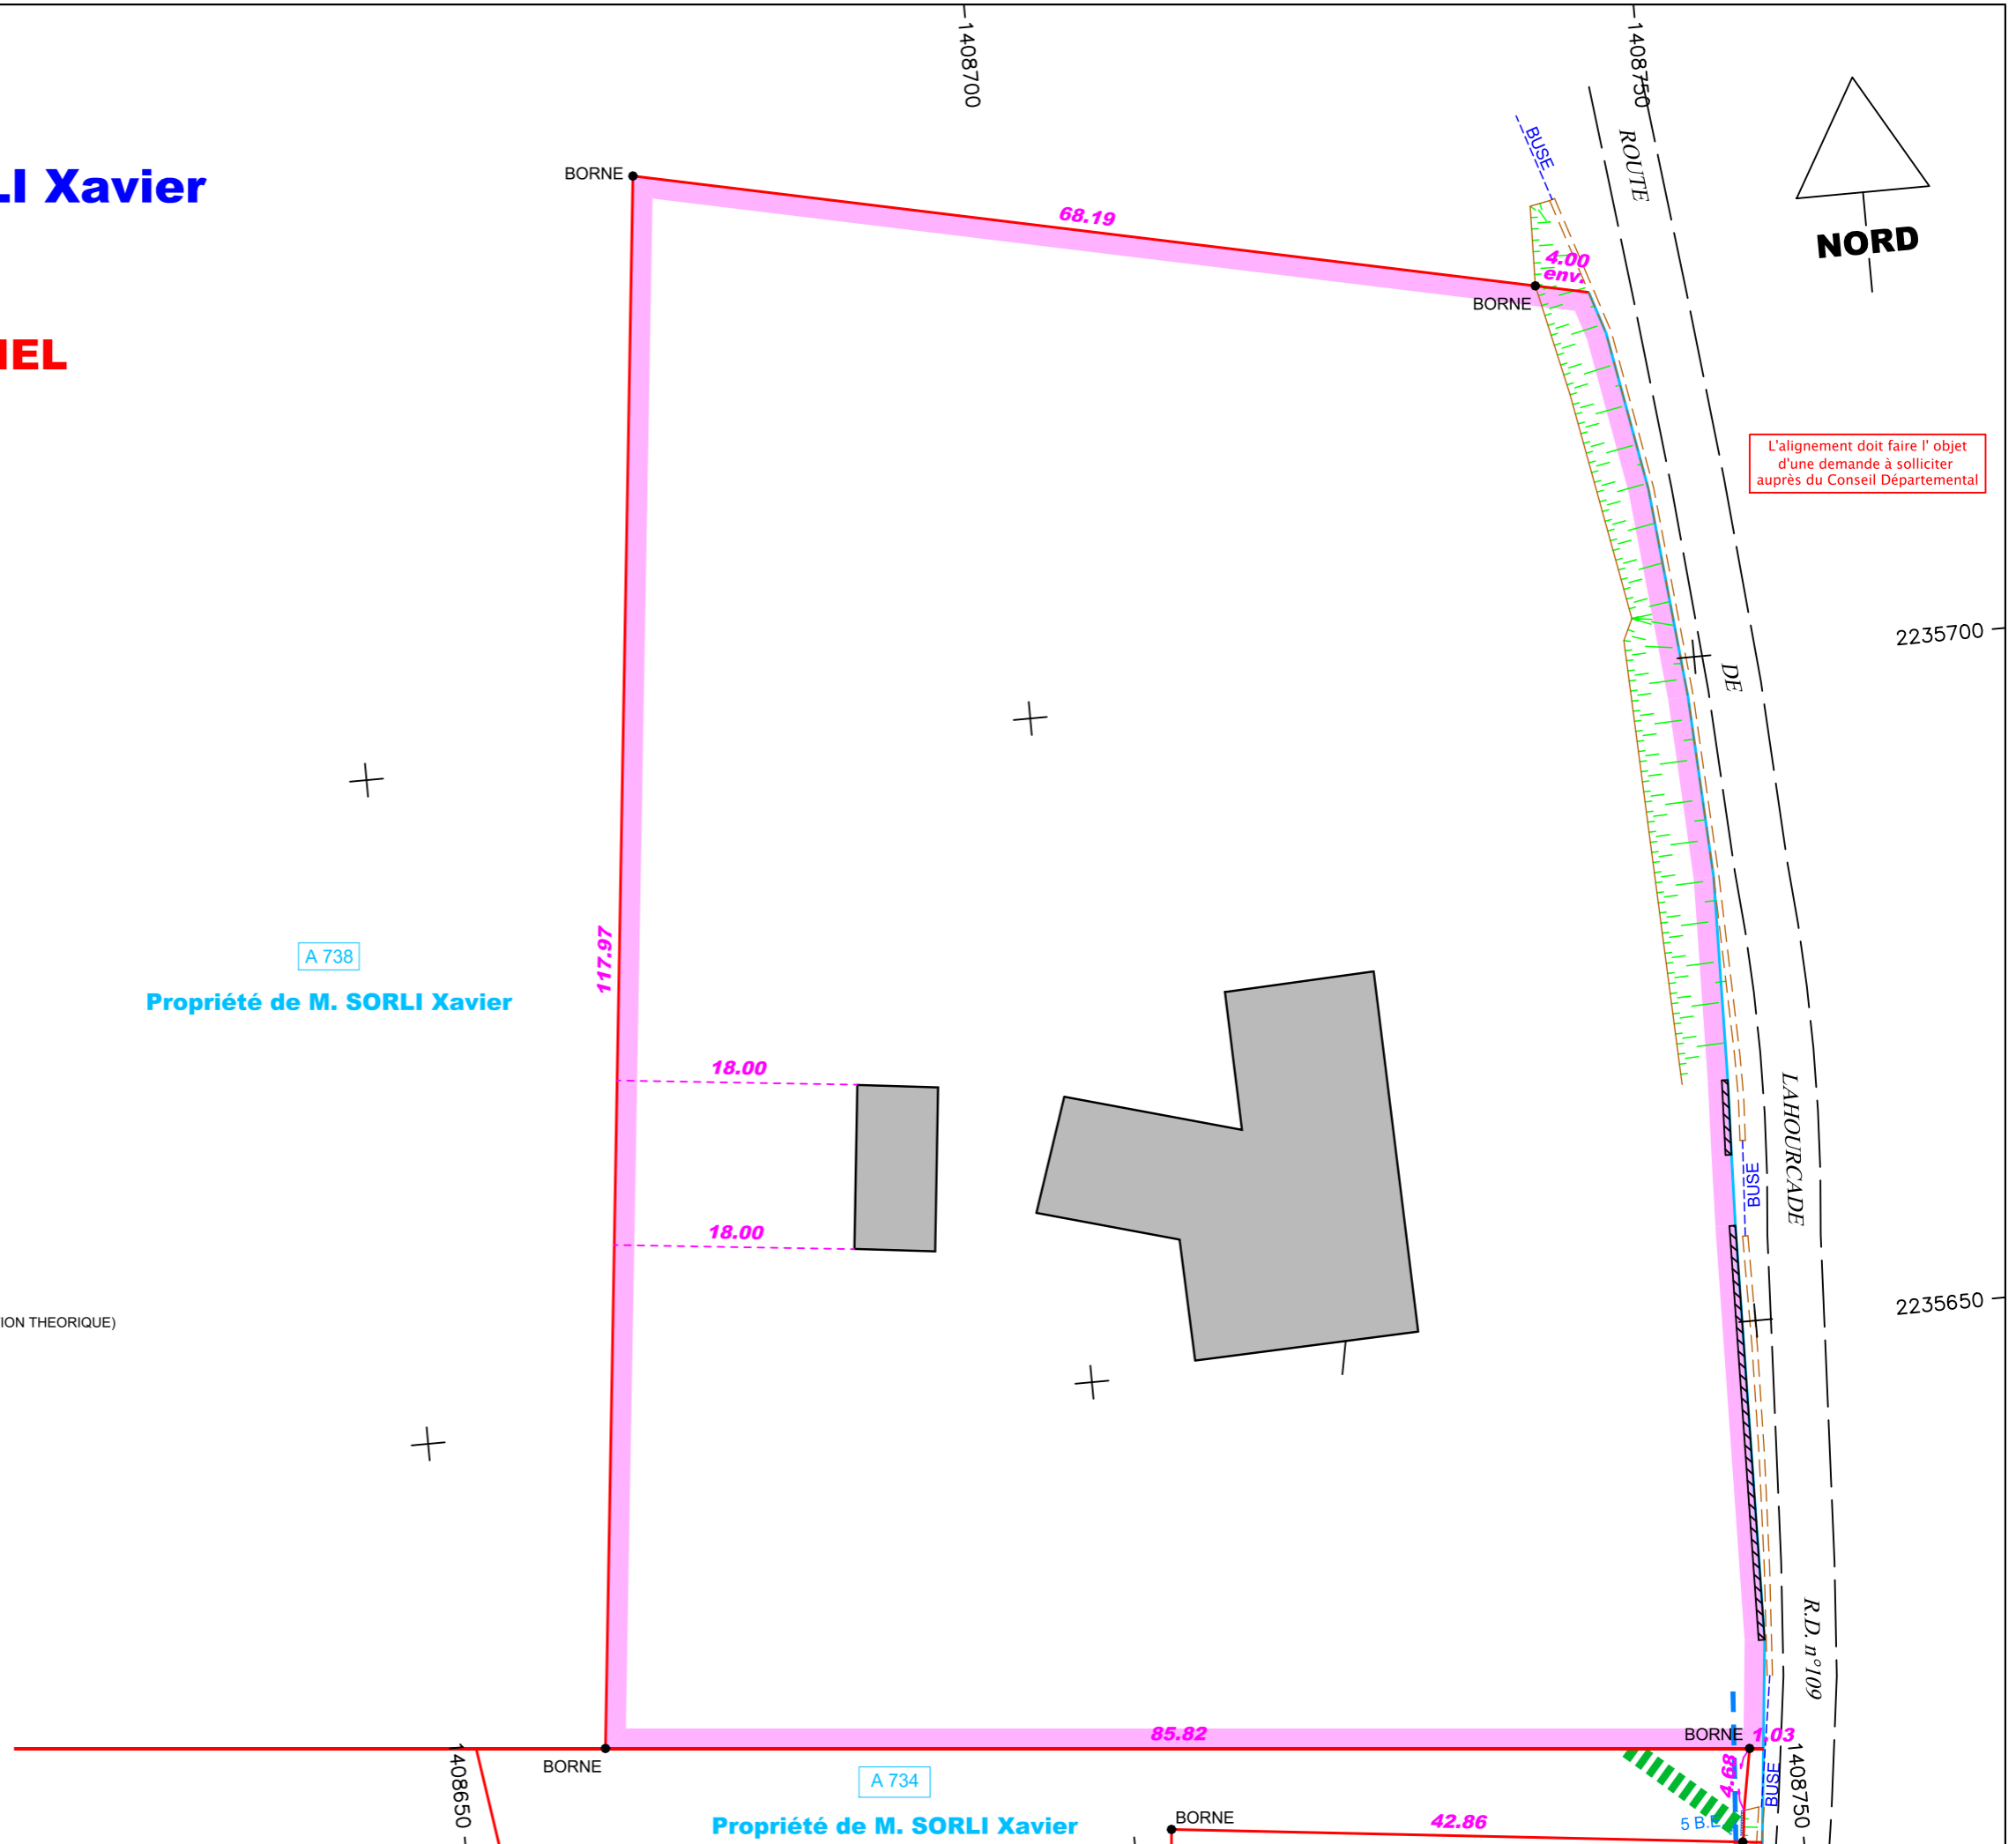 1408700
1408750
ROUTE
BUSE
NORD
LI Xavier
BORNE
68.19
4.00
env.
BORNE
IEL
L'alignement doit faire l' objet
d'une demande à solliciter
auprès du Conseil Départemental
2235700
DE
117.97
A 738
Propriété de M. SORLI Xavier
18.00
LAHOURCADE
BUSE
18.00
2235650
ION THEORIQUE)
R.D. n°109
85.82
BORNE
1.03
BORNE
1408650
A 734
4.68
BUSE
1408750
Propriété de M. SORLI Xavier
BORNE
42.86
5 B.E